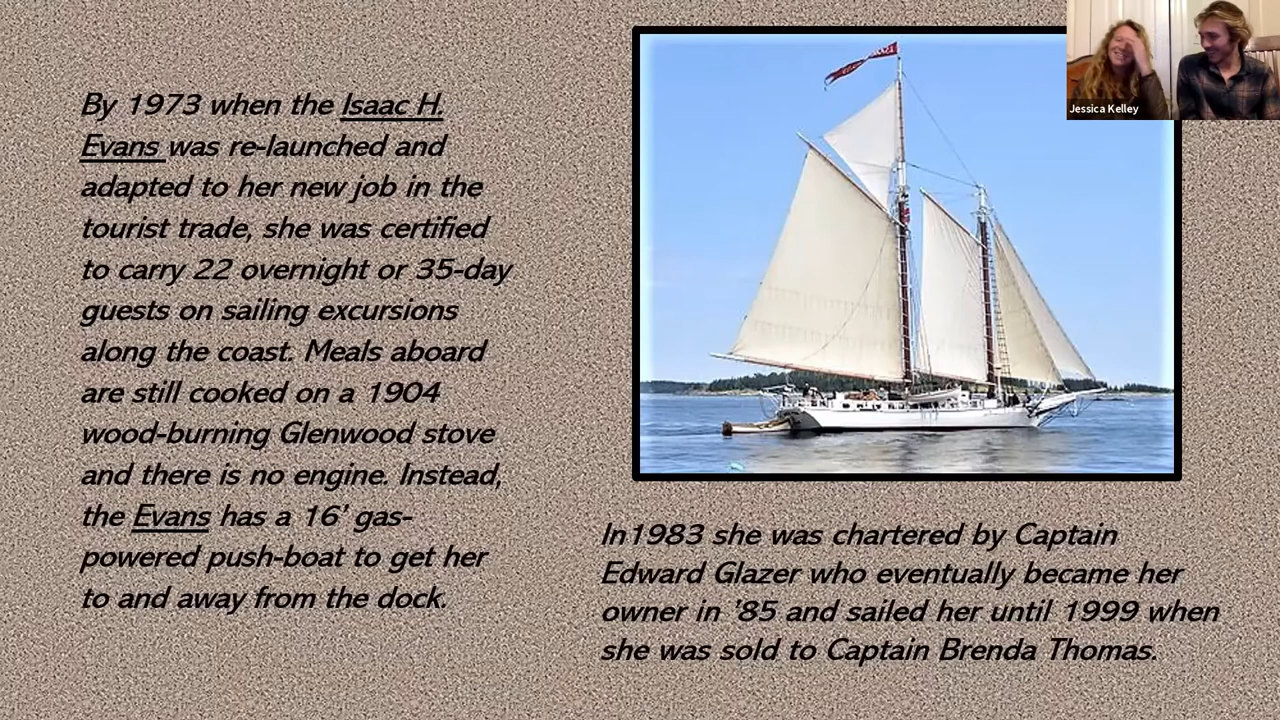 By 1973 when the Isaac H.
Evans was re-launched and
adapted to her new job in the
tourist trade, she was certified
to carry 22 overnight or 35-day
guests on sailing excursions
along the coast. Meals aboard
are still cooked on a 1904
wood-burning Glenwood stove
and there is no engine. Instead,
the Evans has a 16’ gas-
powered push-boat to get her
to and away from the dock.
Jessica Kelley
In1983 she was chartered by Captain
Edward Glazer who eventually became her
owner in ’85 and sailed her until 1999 when
she was sold to Captain Brenda Thomas.